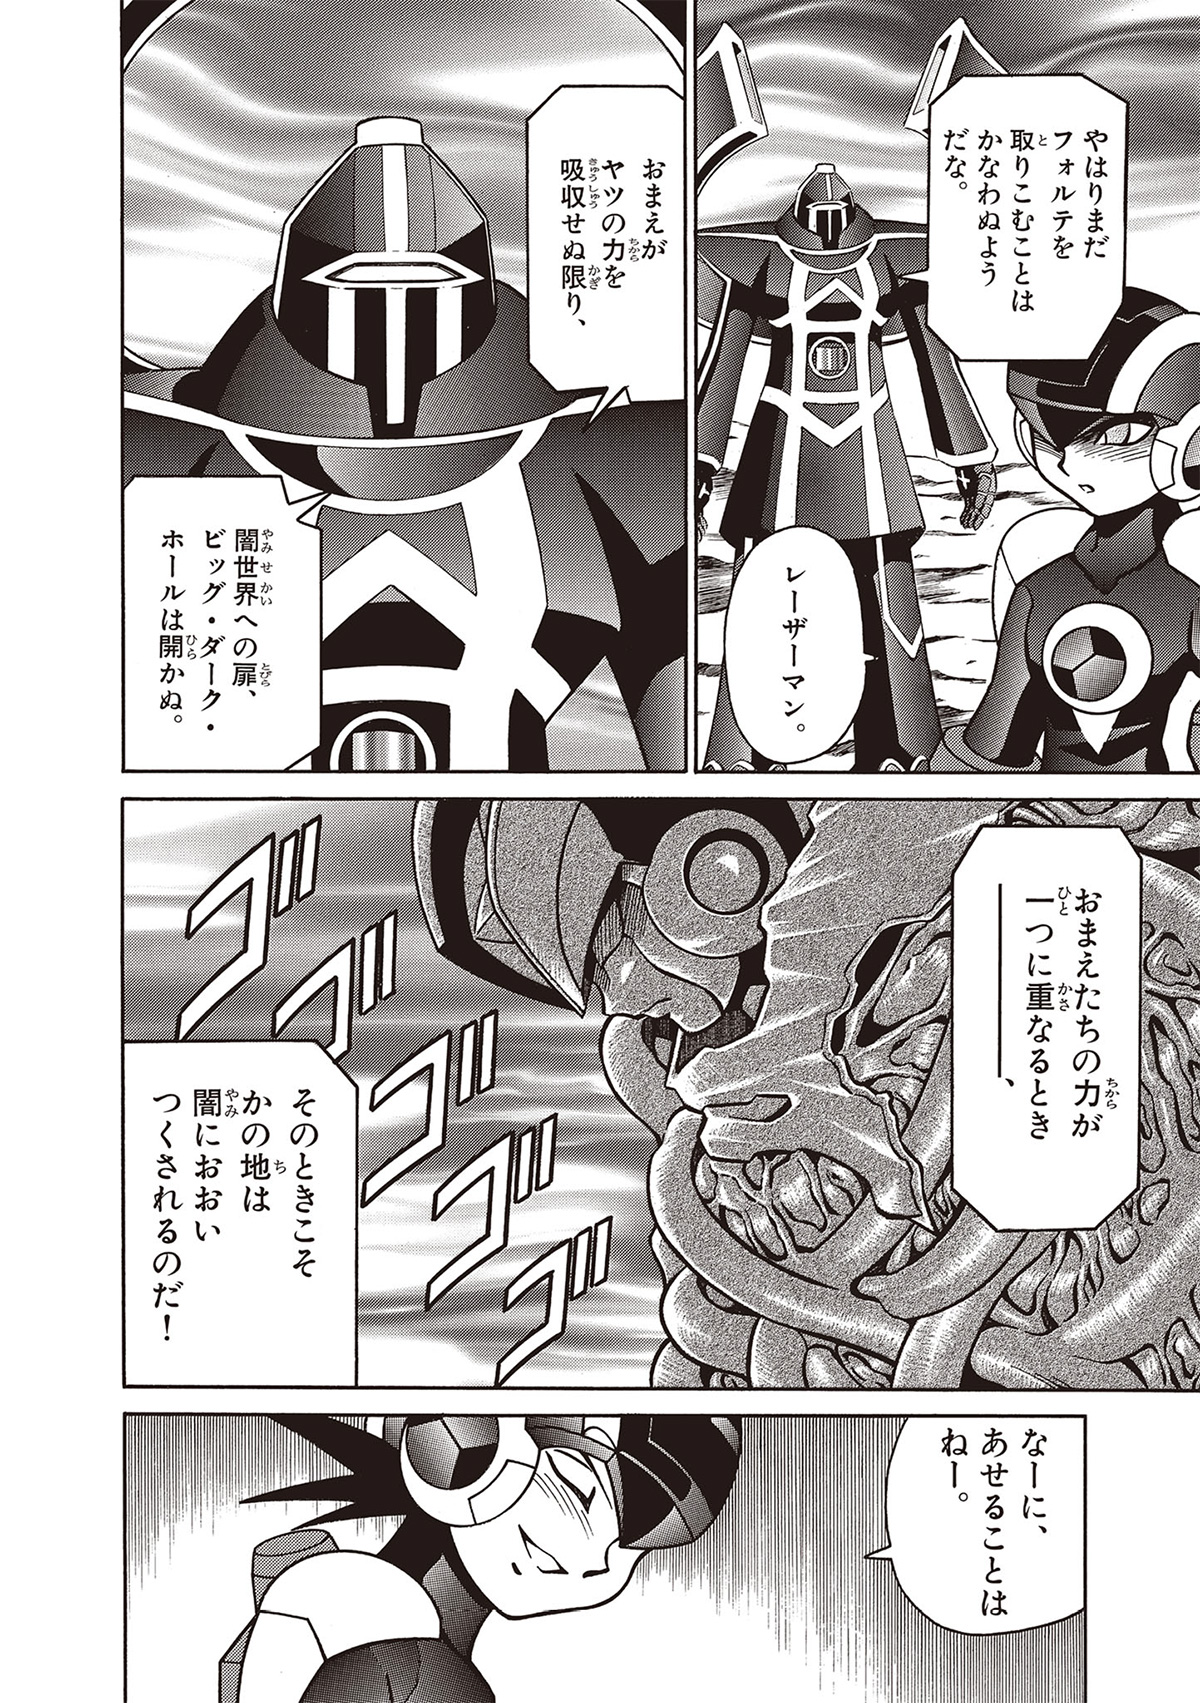 やはりまだ
フォルテを
取りこむことは
かなわぬよう
だな。
レーザーマン。
おまえが
ヤツの力を
吸収せぬ限り、
闇世界への扉、
ビッグ・ダーク・
ホールは開かぬ。
おまえたちの力が
一つに重なるとき
――、
ゴゴゴゴゴ
そのときこそ
かの地は
闇におおい
つくされるのだ!
なーに、
あせることは
ねー。